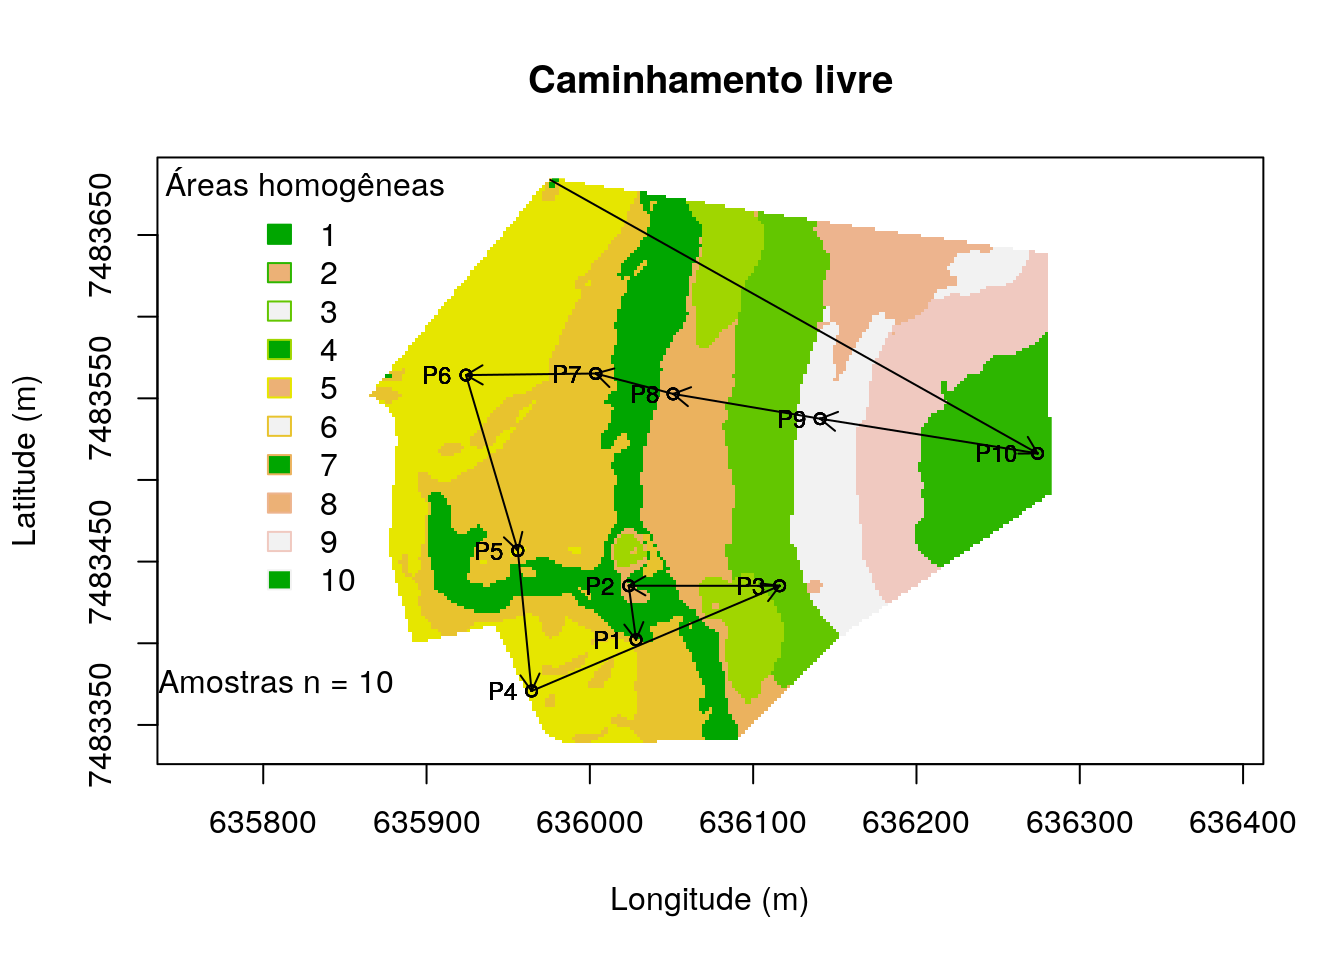 Caminhamento livre
Áreas homogêneas
1
2
3
4
5
6
7
8
9
10
Amostras n = 10
P6
P7
P8
P9
P10
P5
P2
P3
P1
P4
Latitude (m)
7483650
7483550
7483450
7483350
635800 635900 636000 636100 636200 636300 636400
Longitude (m)